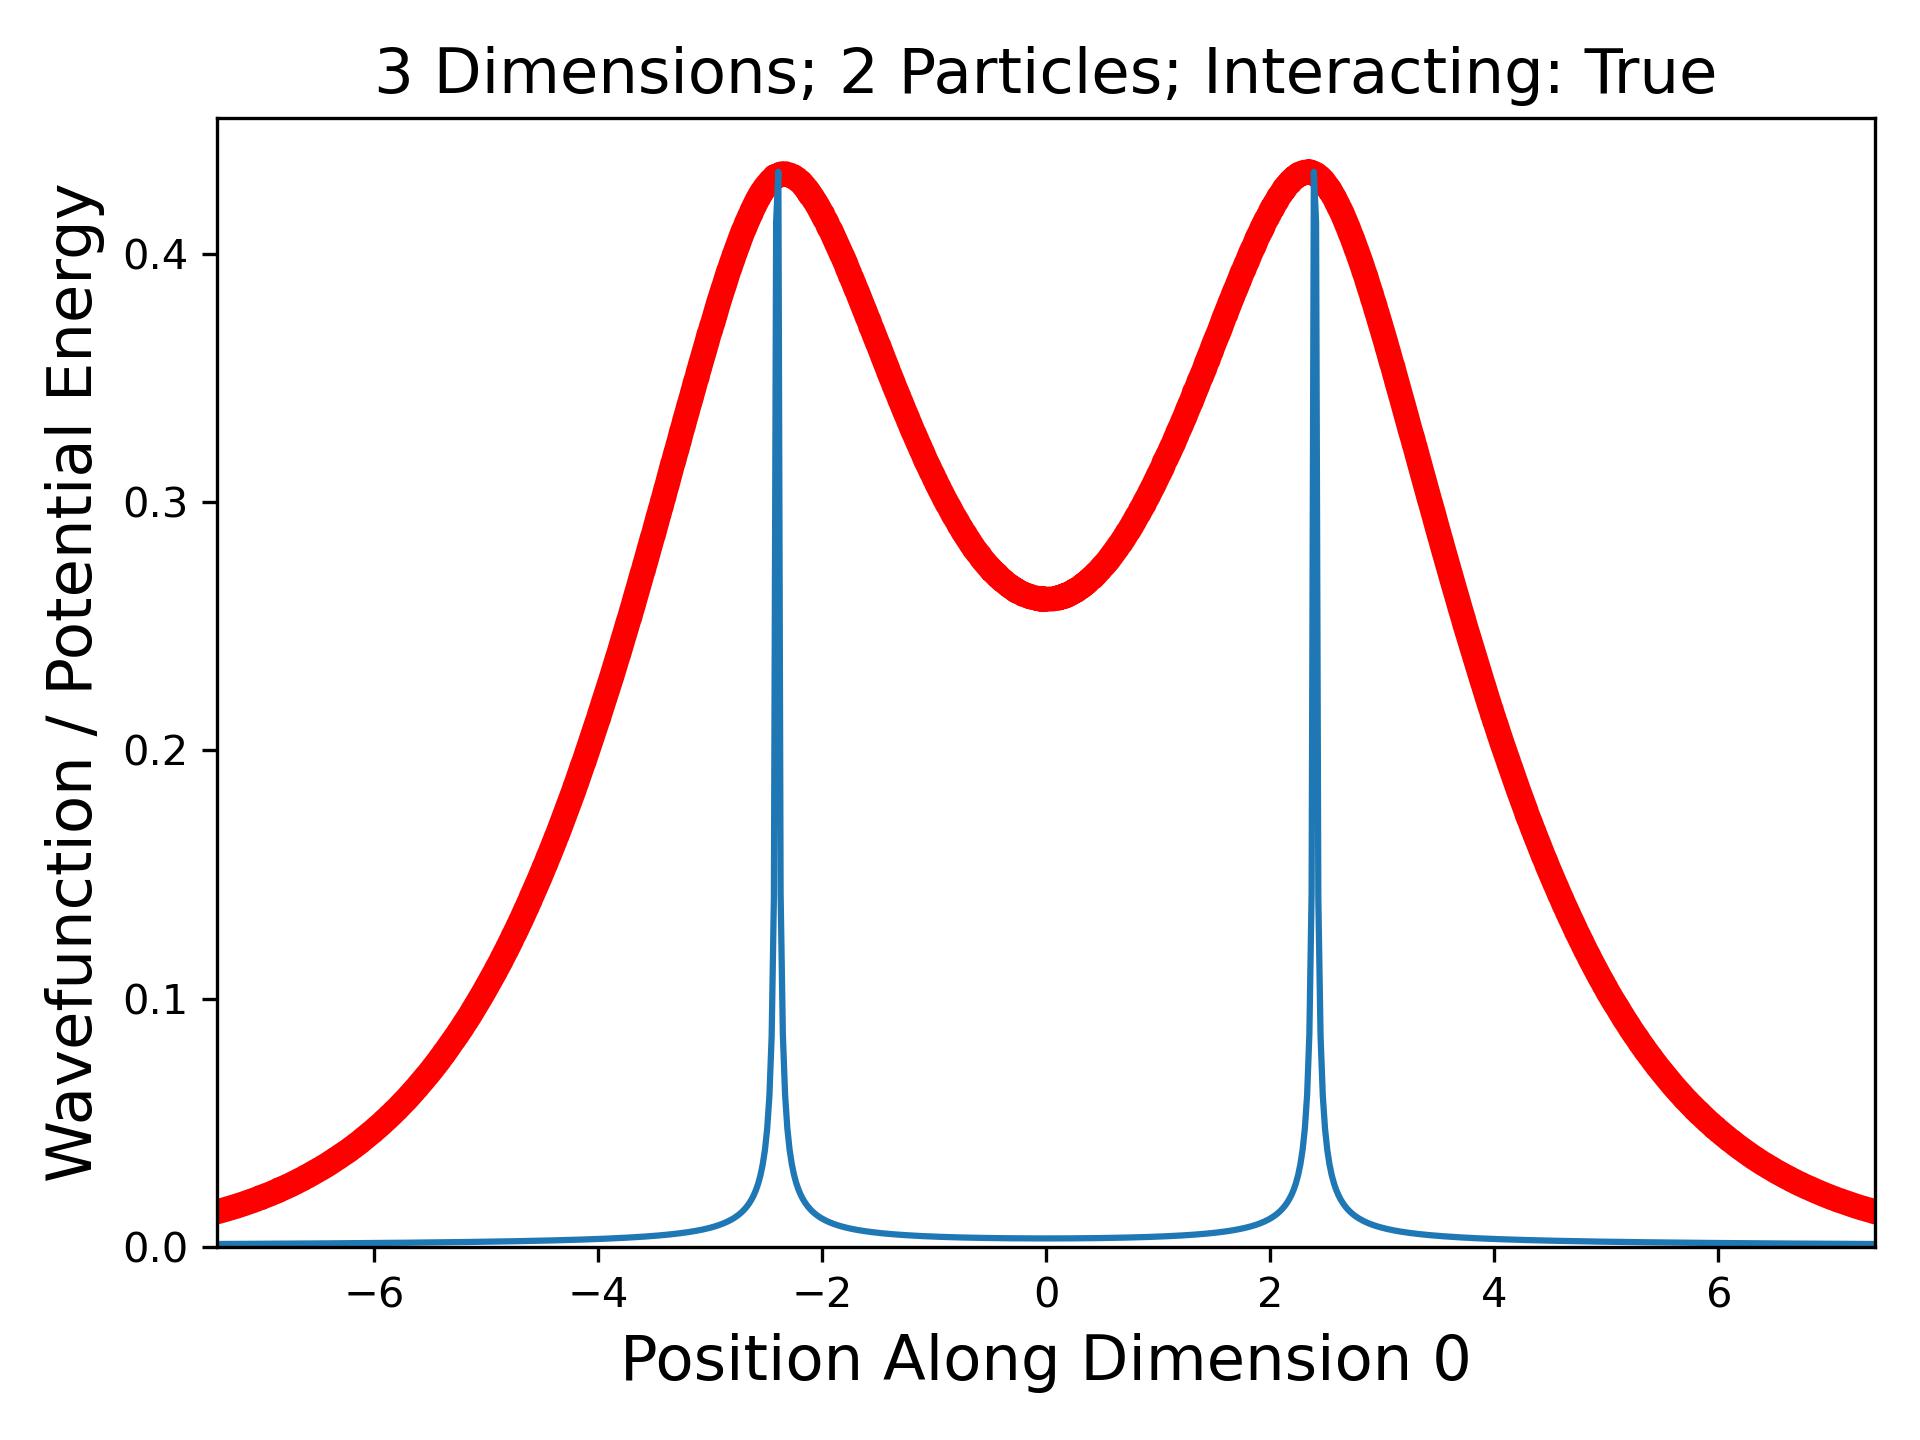 3 Dimensions; 2 Particles; Interacting: True
Wavefunction / Potential Energy
0.4
0.3
0.2
0.1
0.0
−6 −4 −2 0 2 4 6
Position Along Dimension 0